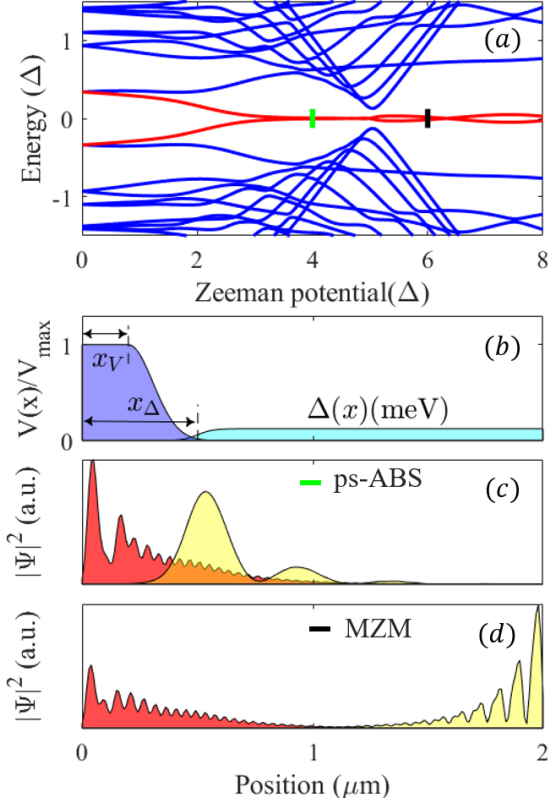 (a)
Energy (Δ)
1
0
-1
0 2 4 6 8
Zeeman potential(Δ)
(b)
V(x)/V_max
1
0
x_V
x_Δ
Δ(x)(meV)
|Ψ|² (a.u.)
ps-ABS (c)
|Ψ|² (a.u.)
MZM (d)
0 1 2
Position (μm)